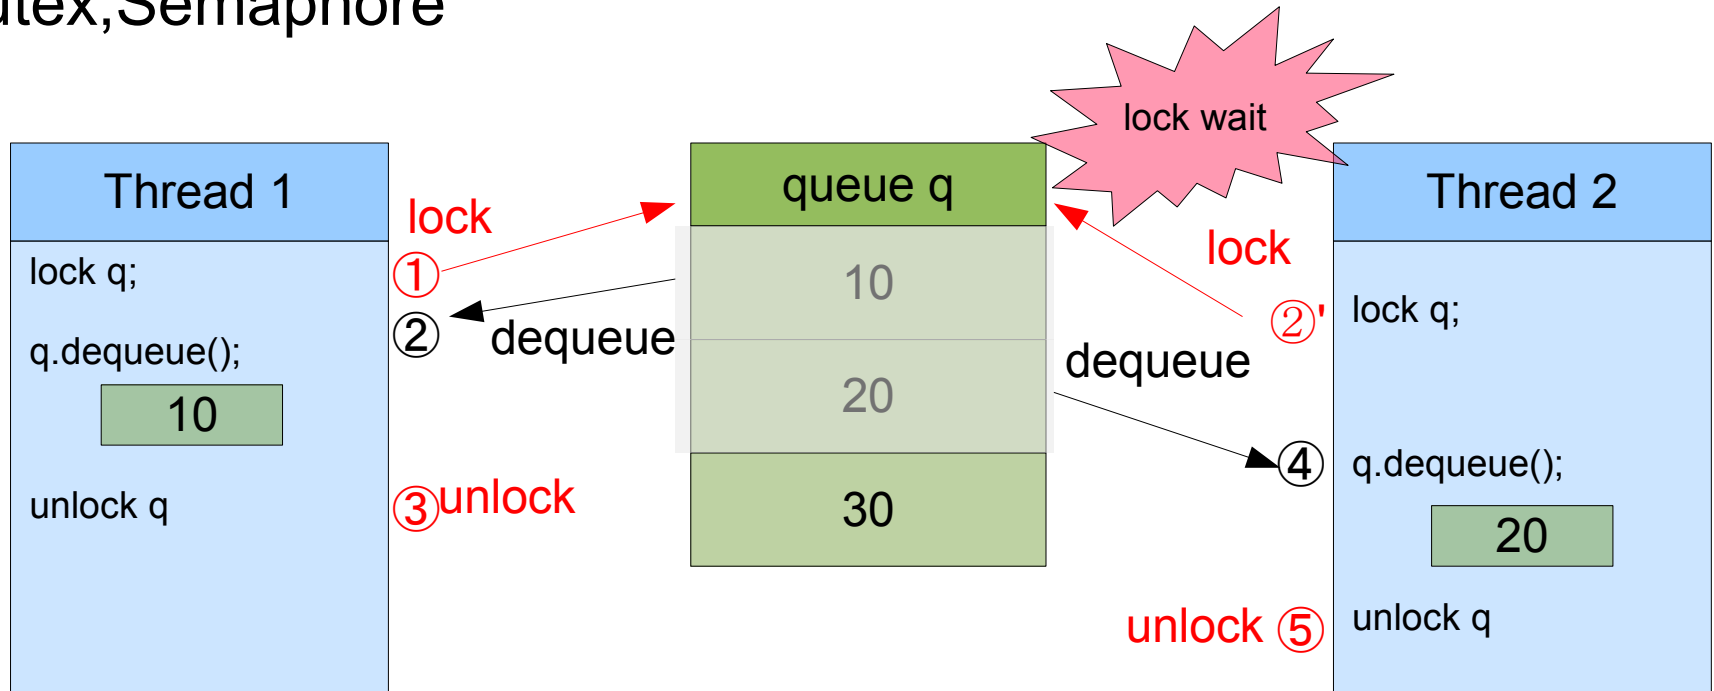 utex,Semaphore
lock wait
Thread 1
queue q
Thread 2
lock
lock
lock q;
①
10
②'
lock q;
②
dequeue
q.dequeue();
dequeue
10
20
④
q.dequeue();
unlock q
③unlock
30
20
unlock ⑤
unlock q